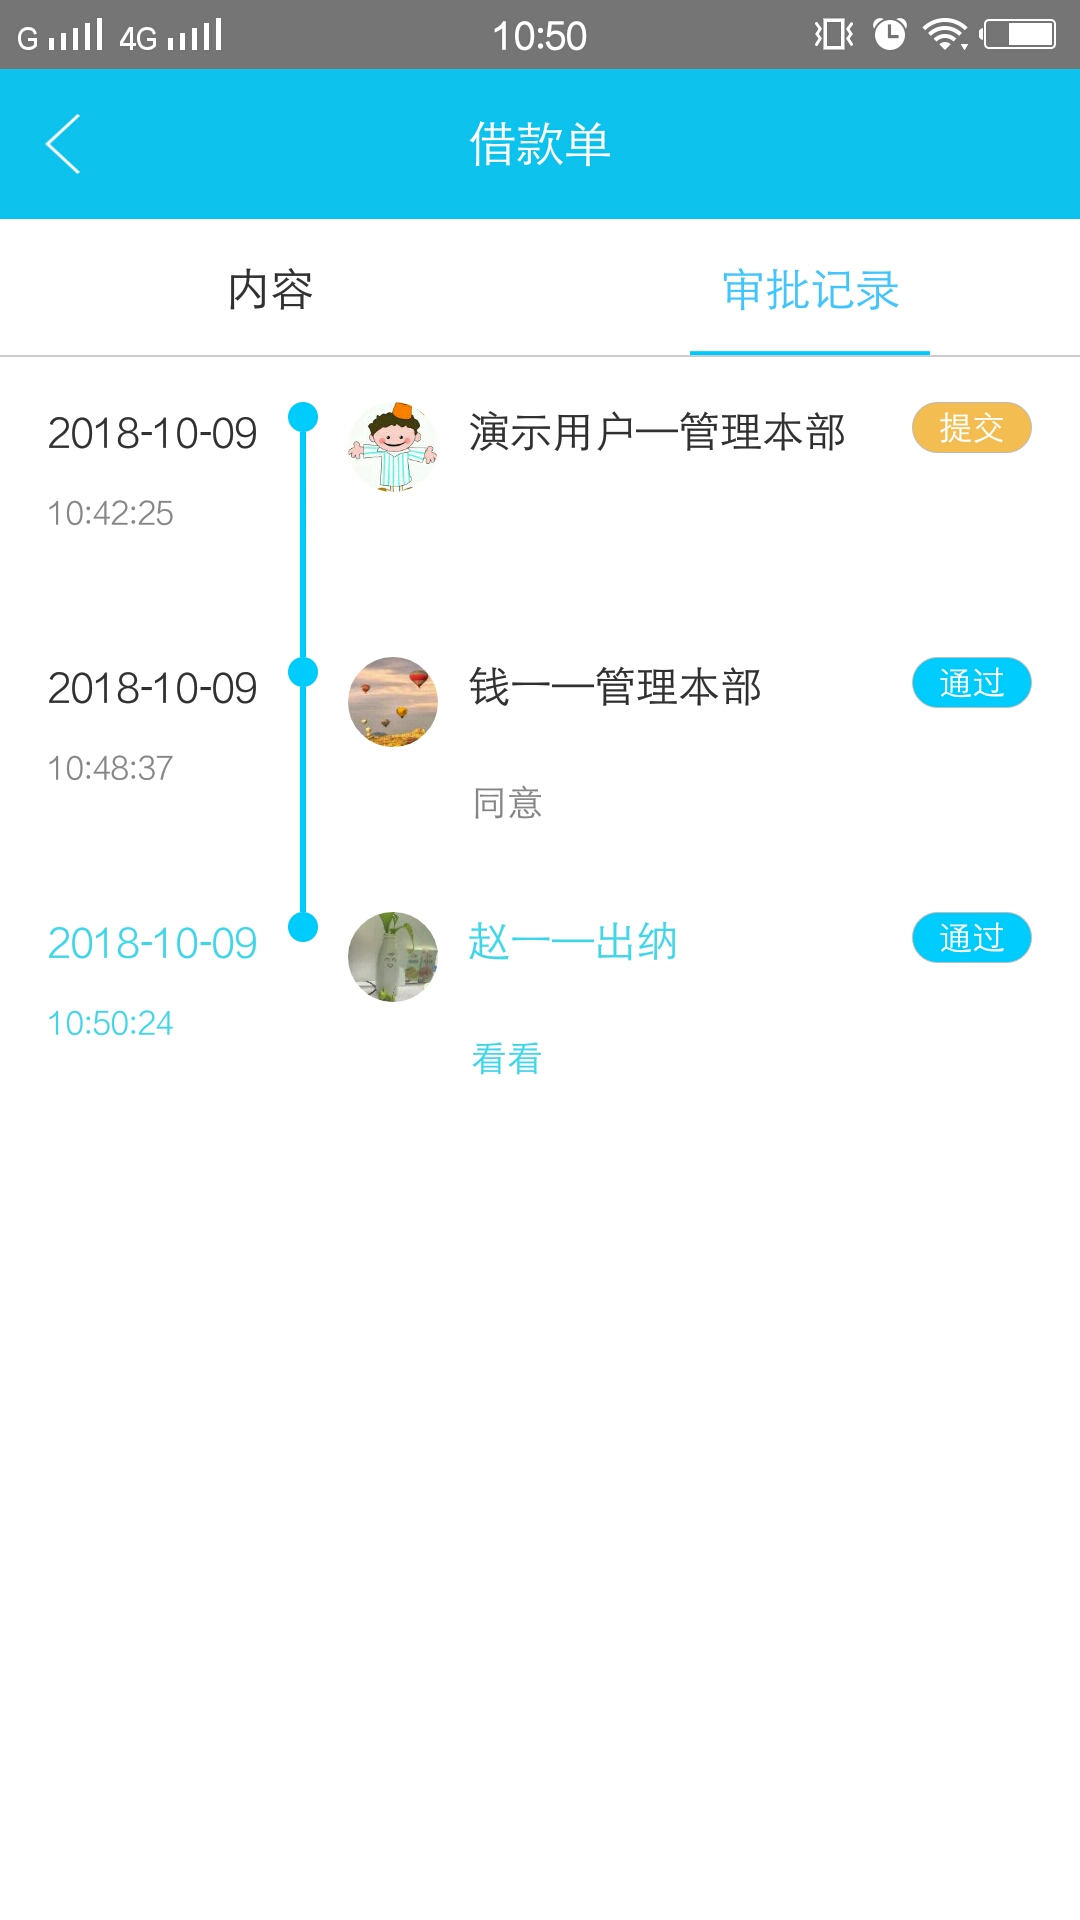 G 4G 10:50
借款单
内容 审批记录
2018-10-09 演示用户—管理本部 提交
10:42:25
2018-10-09 钱一—管理本部 通过
10:48:37
同意
2018-10-09 赵一—出纳 通过
10:50:24
看看